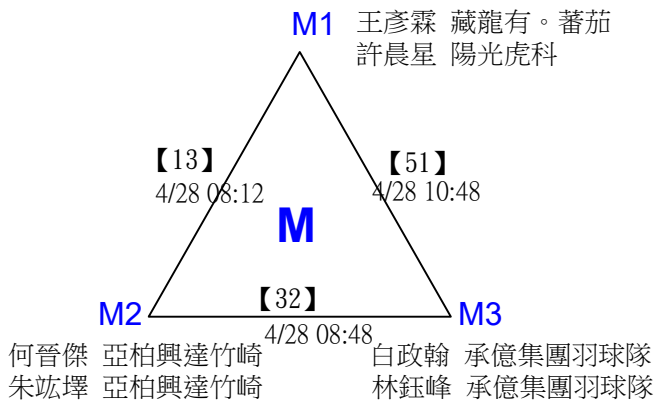 M1 王彥霖 藏龍有。蕃茄
許晨星 陽光虎科
【13】
4/28 08:12
【51】
4/28 10:48
M
【32】
4/28 08:48
M2
M3
何晉傑 亞柏興達竹崎
朱竑墿 亞柏興達竹崎
白政翰 承億集團羽球隊
林鈺峰 承億集團羽球隊